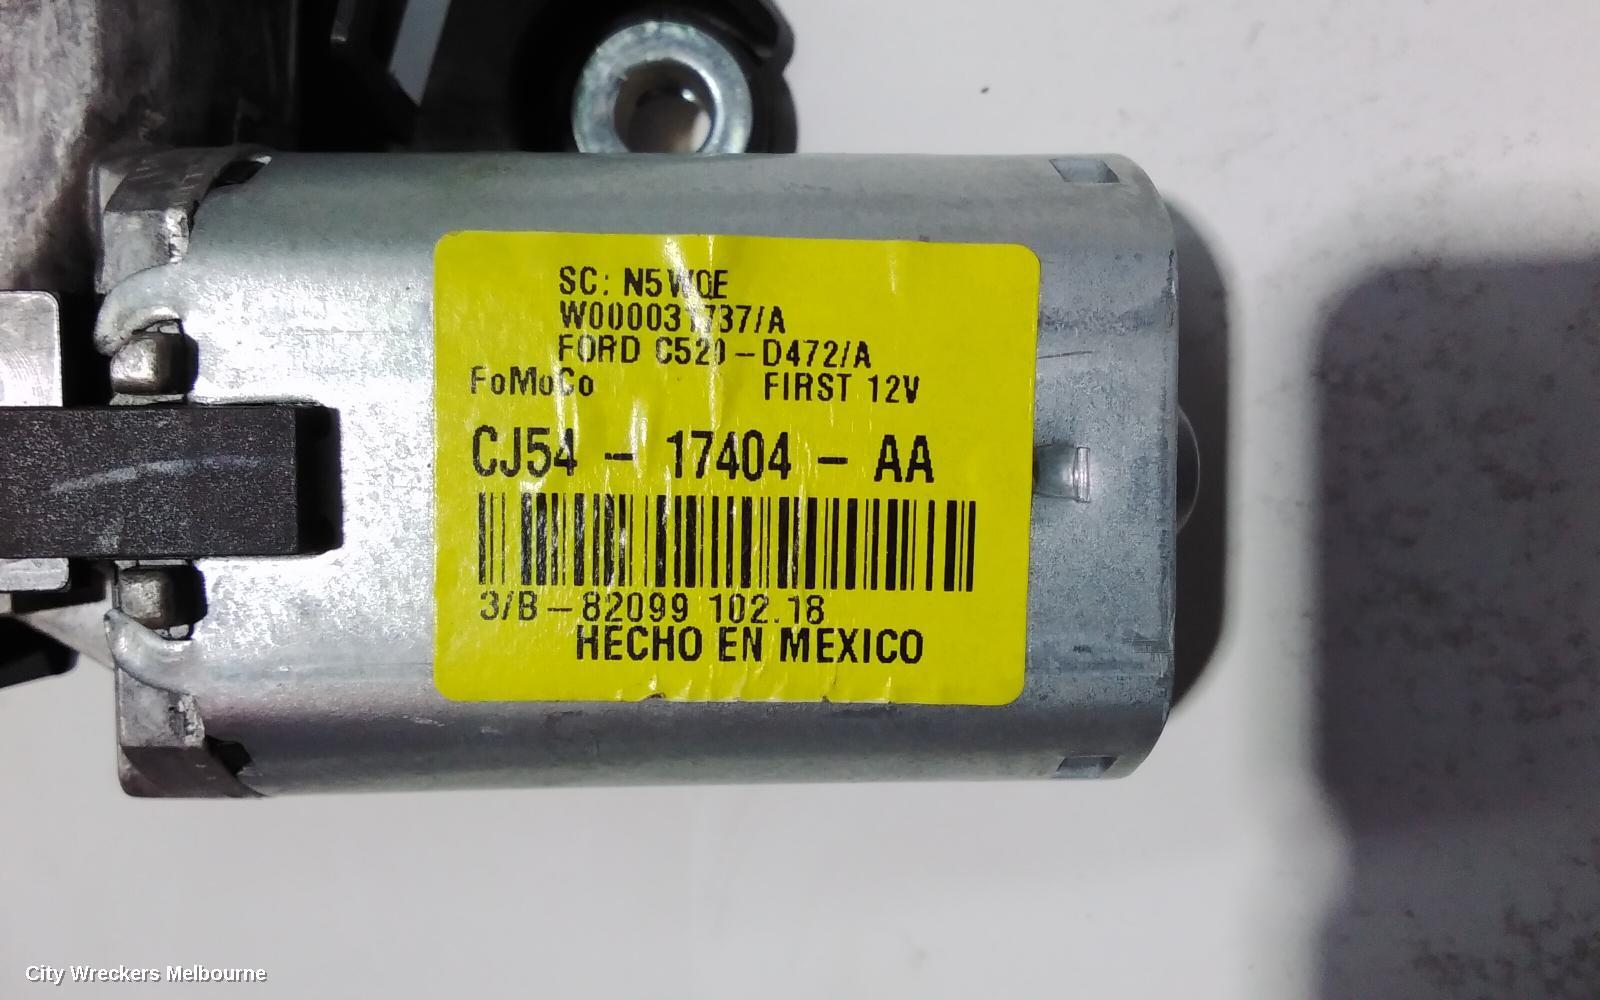 SC: N5WQE
W000031737/A
FORD C520-D472/A
FoMoCo FIRST 12V
CJ54 - 17404 - AA
3/B-82099 102.18
HECHO EN MEXICO
City Wreckers Melbourne